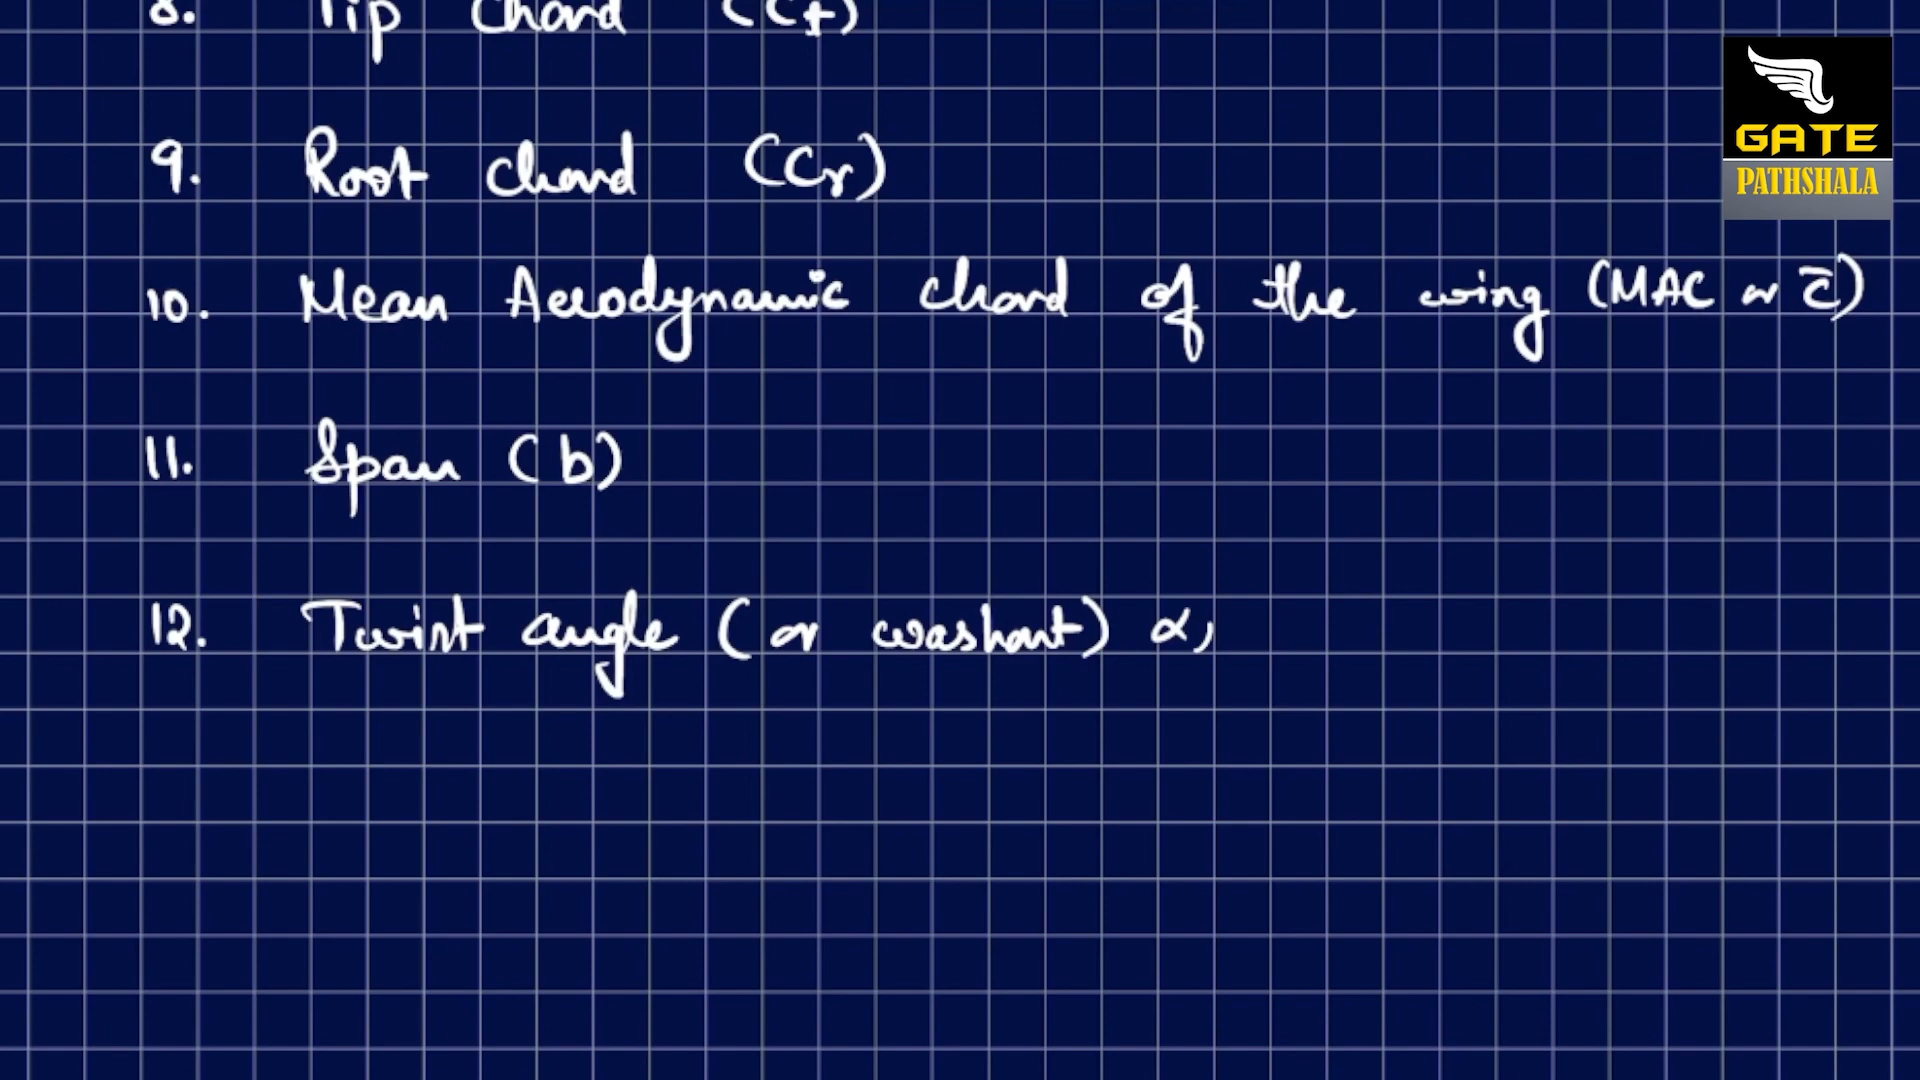 8. Tip Chord (Ct)
GATE
PATHSHALA
9. Root chord (Cr)
10. Mean Aerodynamic chord of the wing (MAC or c̅)
11. Span (b)
12. Twist angle (or washout) α,